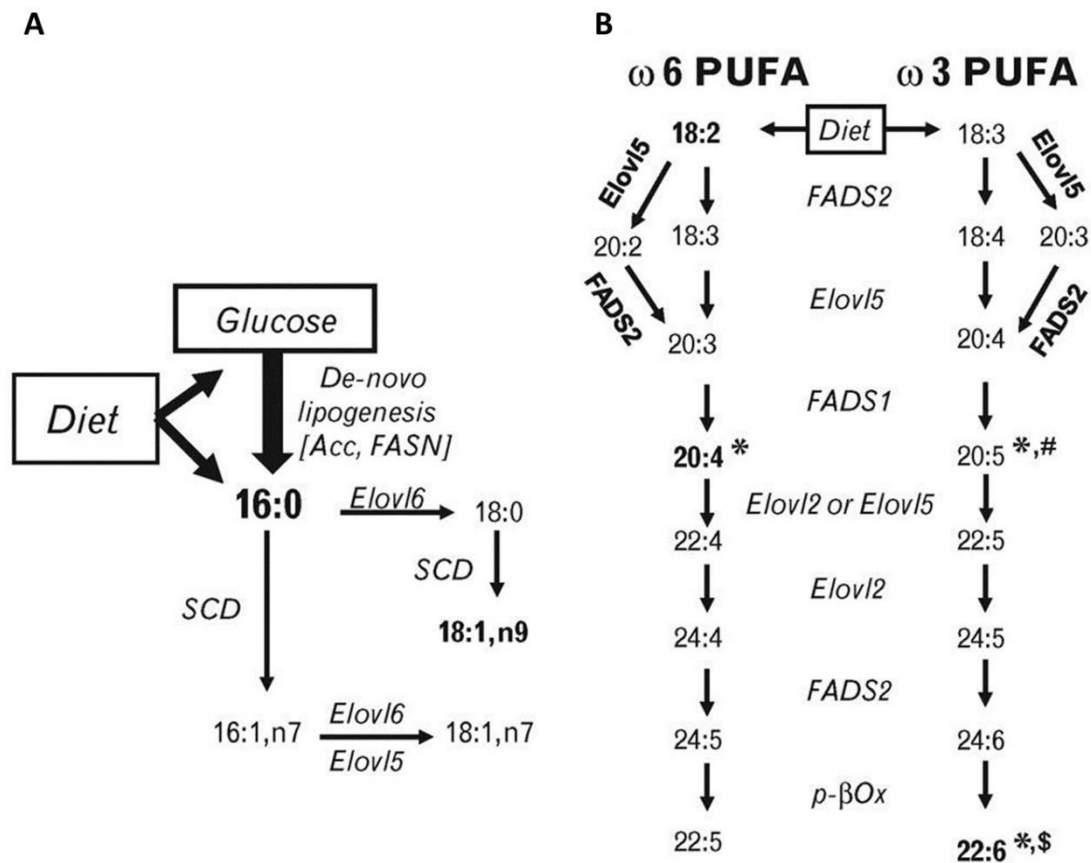 A
Glucose
Diet
De-novo
lipogenesis
[Acc, FASN]
16:0
Elovl6
18:0
SCD
SCD
18:1,n9
16:1,n7
Elovl6
Elovl5
18:1,n7
B
ω6 PUFA
ω3 PUFA
18:2
Diet
18:3
Elovl5
Elovl5
FADS2
20:2
18:3
18:4
20:3
FADS2
Elovl5
FADS2
20:3
20:4
FADS1
20:4 *
20:5 *,#
Elovl2 or Elovl5
22:4
22:5
Elovl2
24:4
24:5
FADS2
24:5
24:6
p-βOx
22:5
22:6 *,$